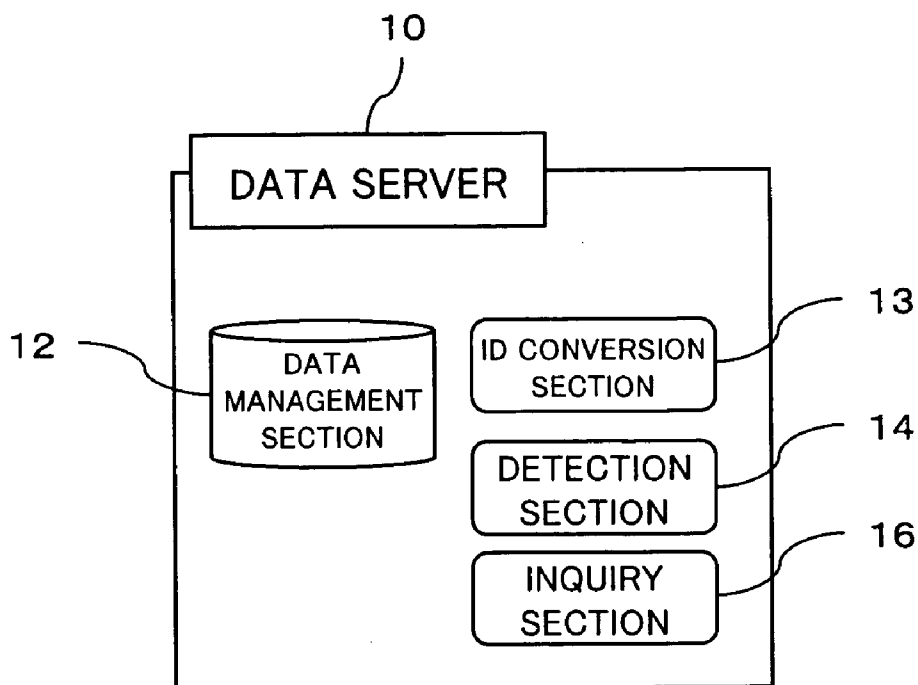 10
DATA SERVER
12
DATA
MANAGEMENT
SECTION
13
ID CONVERSION
SECTION
14
DETECTION
SECTION
16
INQUIRY
SECTION